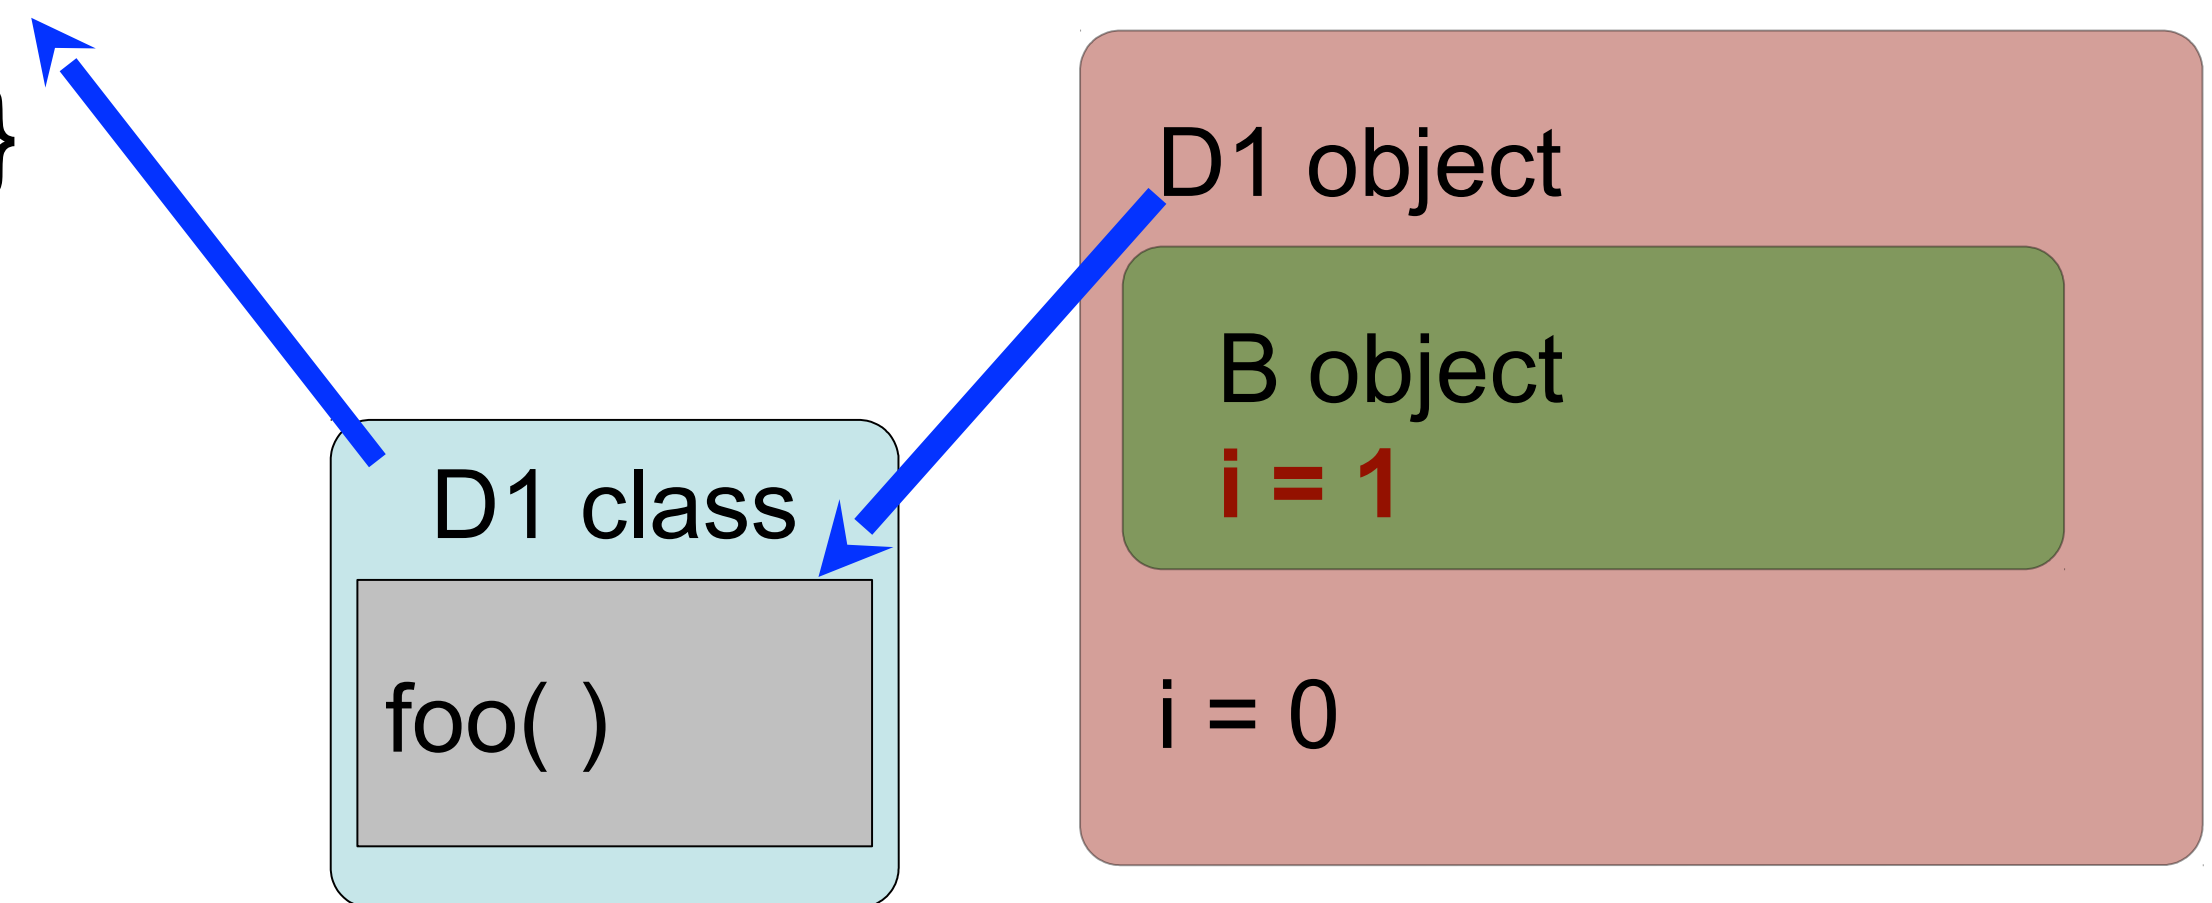 }
D1 object
B object
i = 1
D1 class
foo( )
i = 0